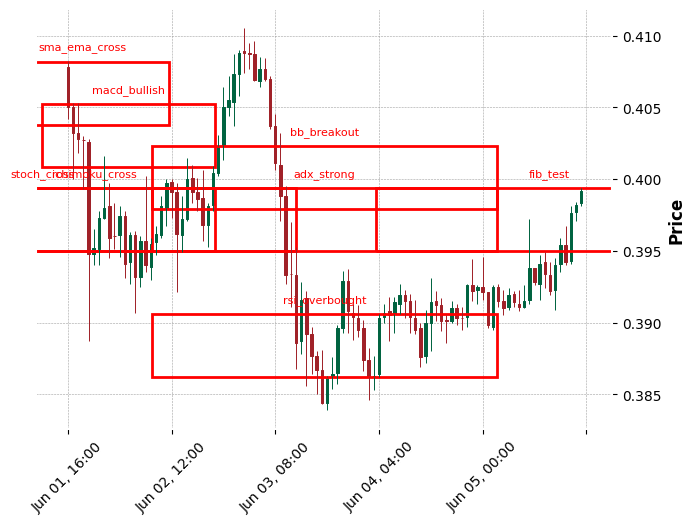 sma_ema_cross
macd_bullish
bb_breakout
stoch_cross
adx_strong
fib_test
rsi_overbought
0.410
0.405
0.400
0.395
0.390
0.385
Price
Jun 01, 16:00
Jun 02, 12:00
Jun 03, 08:00
Jun 04, 04:00
Jun 05, 00:00